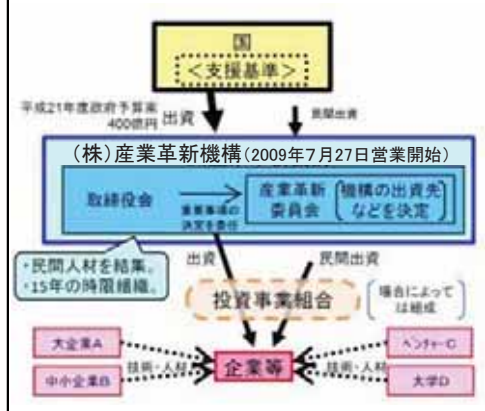 国
<支援基準>
平成21年度政府予算案
400億円
出資
民間出資
(株)産業革新機構(2009年7月27日営業開始)
取締役会
重要事項の
決定を委任
産業革新
委員会
機構の出資先
などを決定
・民間人材を結集。
・15年の時限組織。
出資
民間出資
投資事業組合
場合によって
は組成
大企業A
中小企業B
技術・人材
企業等
技術・人材
ベンチャーC
大学D